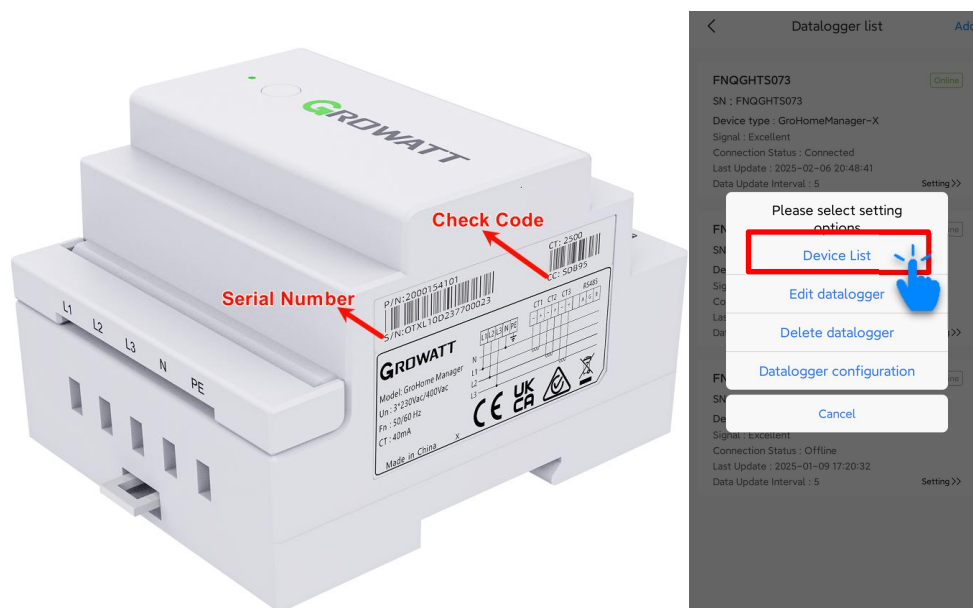 GROWATT
Check Code
Serial Number
CT: 2500
P/N:2000154101
CC: SDB95
S/N:OTXL10D237700023
GROWATT
Model: GroHome Manager
Un : 3*230Vac/400Vac
Fn : 50/60 Hz
CT : 40mA
Made in China X
L1 L2 L3 N PE
N
L1
L2
L3
CT1 CT2 CT3 RS485
+ - + - + - A G B
CE UK CA
L1
L2
L3
N
PE
Datalogger list
Add
FNQGHTS073
Online
SN : FNQGHTS073
Device type : GroHomeManager-X
Signal : Excellent
Connection Status : Connected
Last Update : 2025-02-06 20:48:41
Data Update Interval : 5
Setting>>
Please select setting
options
Device List
Edit datalogger
Delete datalogger
Datalogger configuration
Cancel
Signal : Excellent
Connection Status : Offline
Last Update : 2025-01-09 17:20:32
Data Update Interval : 5
Setting>>